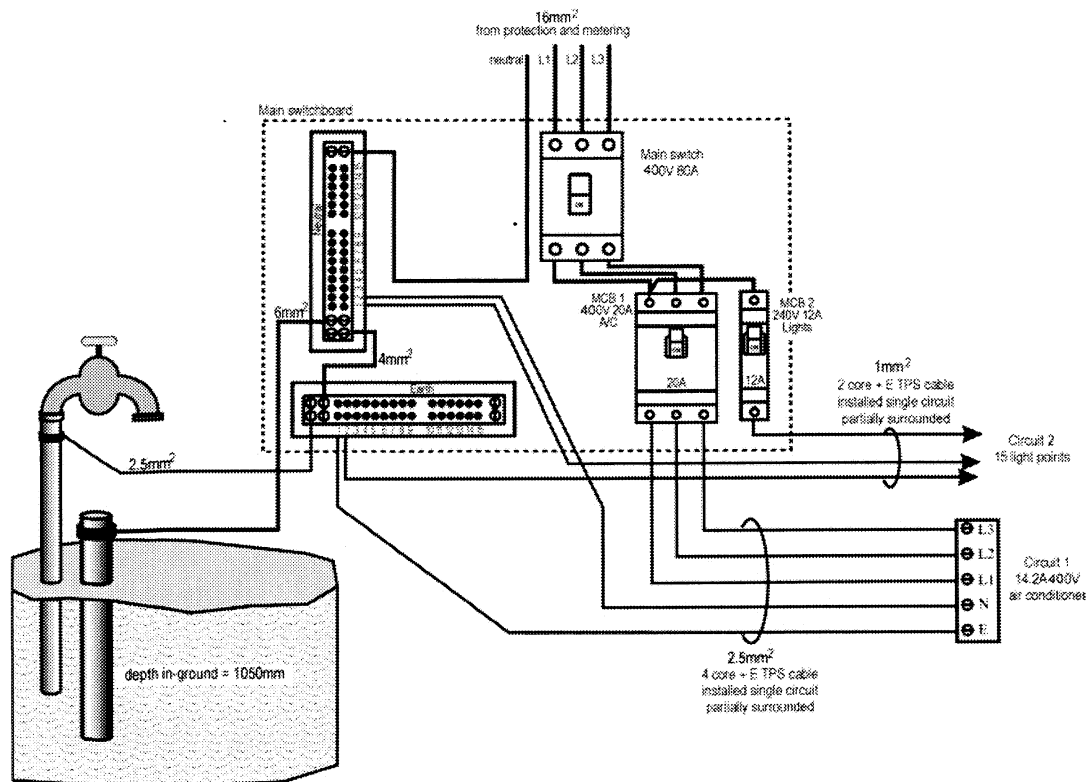 16mm²
from protection and metering
neutral L1 L2 L3
Main switchboard
Main switch
400V 80A
ON
Neutral
MCB 1
400V 20A
A/C
MCB 2
240V 12A
Lights
6mm²
4mm²
Earth
20A
12A
1mm²
2 core + E TPS cable
installed single circuit
partially surrounded
2.5mm²
Circuit 2
15 light points
L3
L2
L1
N
E
Circuit 1
14.2A 400V
air conditioner
depth in-ground = 1050mm
2.5mm²
4 core + E TPS cable
installed single circuit
partially surrounded